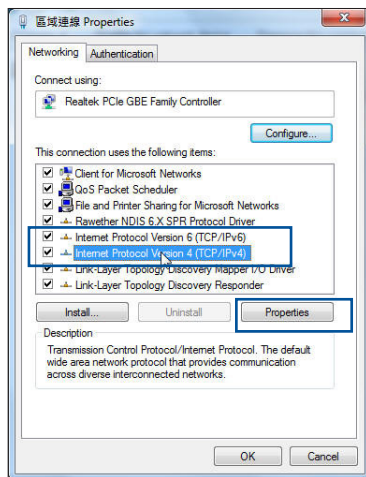 區域連線 Properties
Networking
Authentication
Connect using:
Realtek PCIe GBE Family Controller
Configure...
This connection uses the following items:
Client for Microsoft Networks
QoS Packet Scheduler
File and Printer Sharing for Microsoft Networks
Rawether NDIS 6.X SPR Protocol Driver
Internet Protocol Version 6 (TCP/IPv6)
Internet Protocol Version 4 (TCP/IPv4)
Link-Layer Topology Discovery Mapper I/O Driver
Link-Layer Topology Discovery Responder
Install...
Uninstall
Properties
Description
Transmission Control Protocol/Internet Protocol. The default
wide area network protocol that provides communication
across diverse interconnected networks.
OK
Cancel